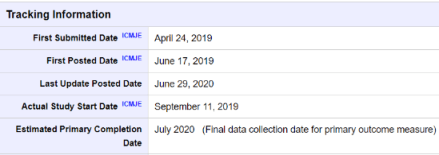 Tracking Information
First Submitted Date ICMJE April 24, 2019
First Posted Date ICMJE June 17, 2019
Last Update Posted Date June 29, 2020
Actual Study Start Date ICMJE September 11, 2019
Estimated Primary Completion July 2020 (Final data collection date for primary outcome measure)
Date